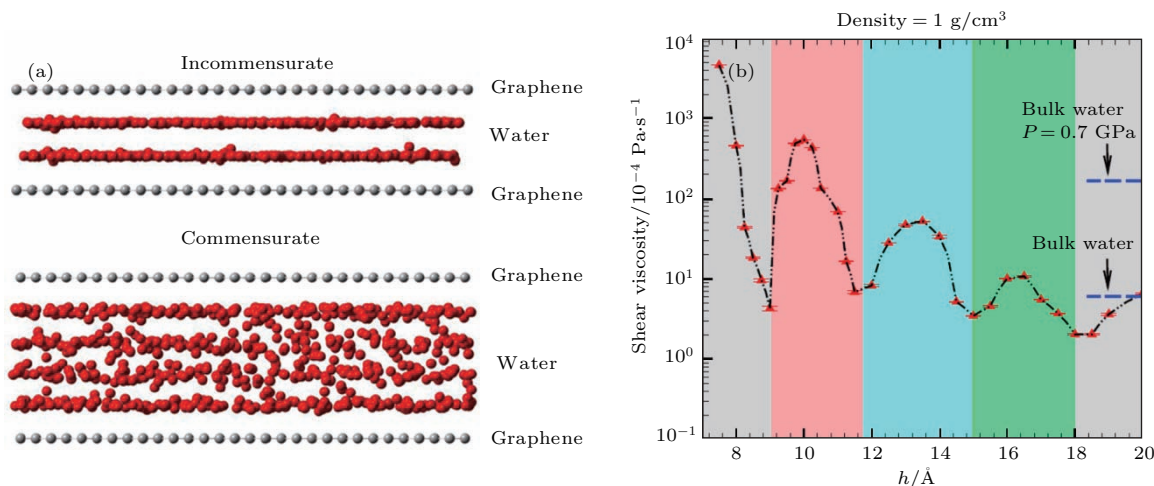 (a)
Incommensurate
Graphene
Water
Graphene
Commensurate
Graphene
Water
Graphene
Density = 1 g/cm³
(b)
Bulk water
P = 0.7 GPa
Bulk water
Shear viscosity/10⁻⁴ Pa·s⁻¹
10⁴
10³
10²
10¹
10⁰
10⁻¹
8 10 12 14 16 18 20
h/Å